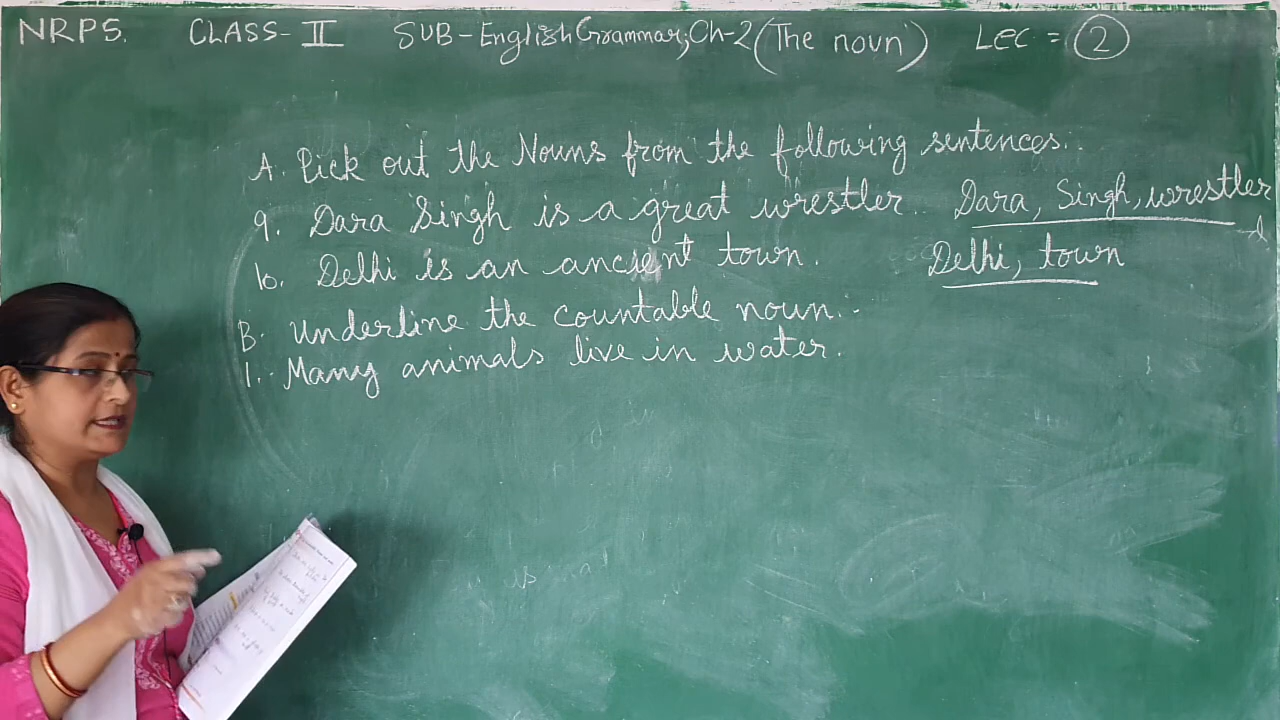 NRPS. CLASS-II SUB-English Grammar, Ch-2 (The noun) Lec = 2
A. Pick out the Nouns from the following sentences..
9. Dara Singh is a great wrestler. Dara, Singh, wrestler
10. Delhi is an ancient town. Delhi, town
B. Underline the countable noun.-
1.. Many animals live in water.